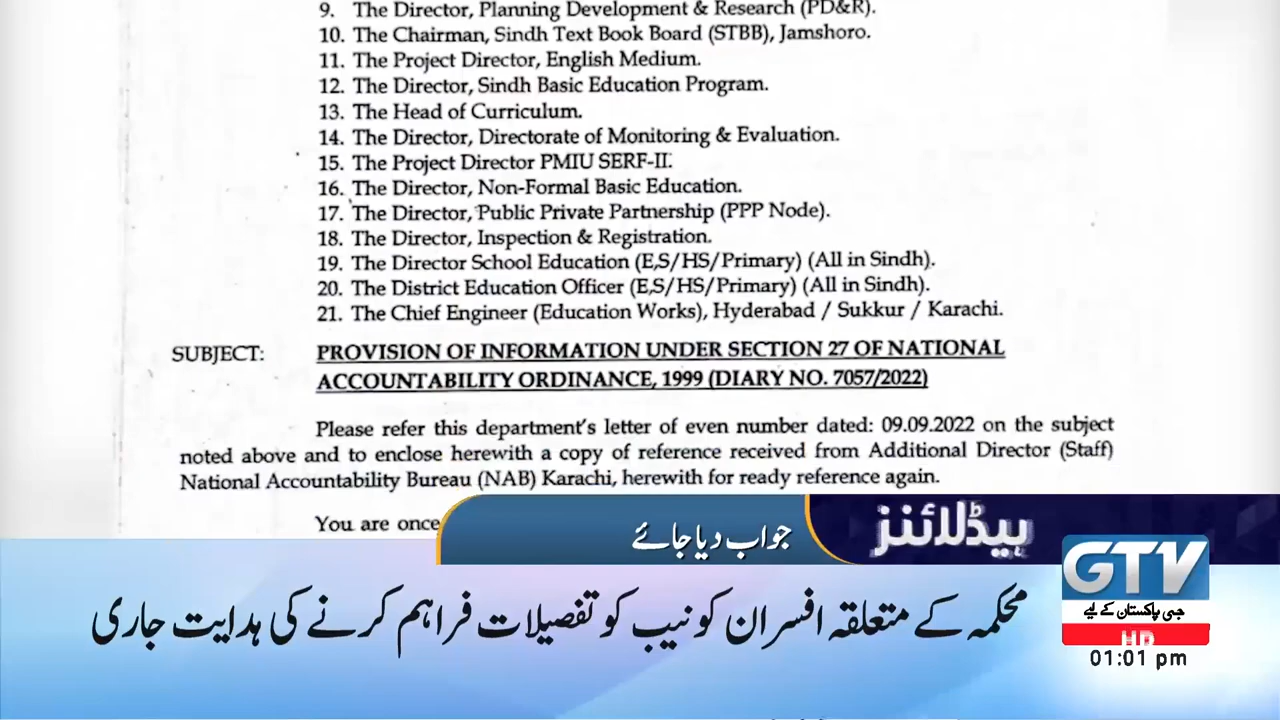 9. The Director, Planning Development & Research (PD&R).
10. The Chairman, Sindh Text Book Board (STBB), Jamshoro.
11. The Project Director, English Medium.
12. The Director, Sindh Basic Education Program.
13. The Head of Curriculum.
14. The Director, Directorate of Monitoring & Evaluation.
15. The Project Director PMIU SERF-II.
16. The Director, Non-Formal Basic Education.
17. The Director, Public Private Partnership (PPP Node).
18. The Director, Inspection & Registration.
19. The Director School Education (E,S/HS/Primary) (All in Sindh).
20. The District Education Officer (E,S/HS/Primary) (All in Sindh).
21. The Chief Engineer (Education Works), Hyderabad / Sukkur / Karachi.
SUBJECT: PROVISION OF INFORMATION UNDER SECTION 27 OF NATIONAL
ACCOUNTABILITY ORDINANCE, 1999 (DIARY NO. 7057/2022)
Please refer this department's letter of even number dated: 09.09.2022 on the subject
noted above and to enclose herewith a copy of reference received from Additional Director (Staff)
National Accountability Bureau (NAB) Karachi, herewith for ready reference again.
You are once
ہیڈلائنز
جواب دیا جائے
محکمہ کے متعلقہ افسران کو نیب کو تفصیلات فراہم کرنے کی ہدایت جاری
GTV
جی پاکستان کے لیے
HD
01:01 pm